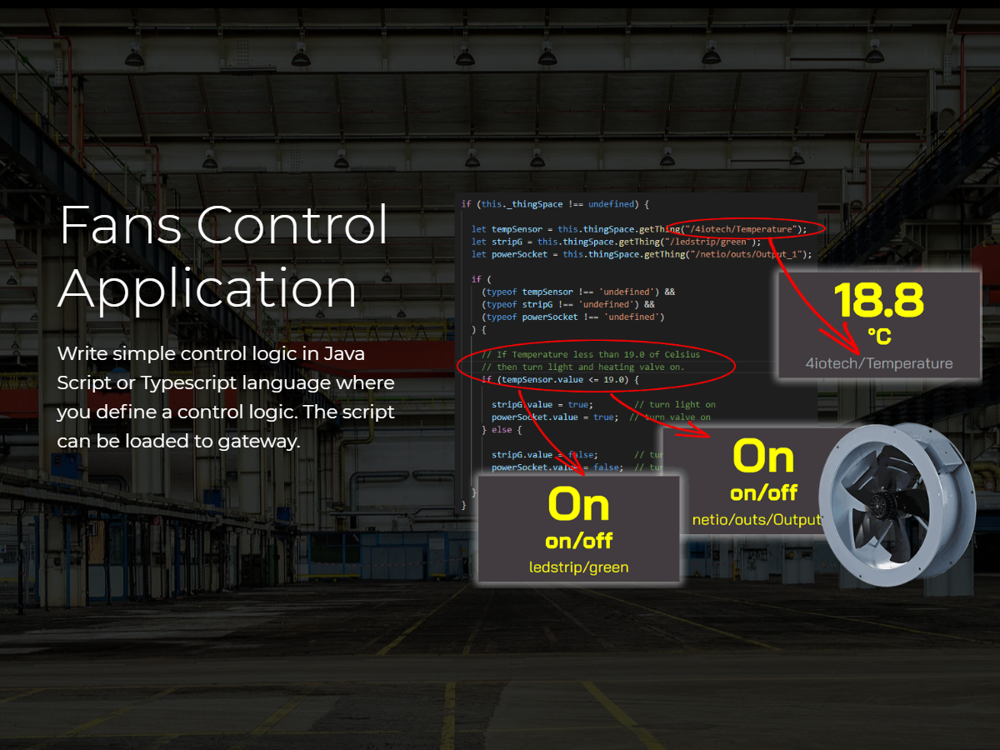 Fans Control
Application
Write simple control logic in Java
Script or Typescript language where
you define a control logic. The script
can be loaded to gateway.
if (this._thingSpace !== undefined) {
let tempSensor = this.thingSpace.getThing("/4iotech/Temperature");
let stripG = this.thingSpace.getThing("/ledstrip/green");
let powerSocket = this.thingSpace.getThing("/netio/outs/Output_1");
if (
(typeof tempSensor !== 'undefined') &&
(typeof stripG !== 'undefined') &&
(typeof powerSocket !== 'undefined')
) {
// If Temperature less than 19.0 of Celsius
// then turn light and heating valve on.
if (tempSensor.value <= 19.0) {
stripG.value = true; // turn light on
powerSocket.value = true; // turn valve on
} else {
stripG.value = false; // tur
powerSocket.value = false; // tur
}
}
18.8
°C
4iotech/Temperature
On
on/off
netio/outs/Output
On
on/off
ledstrip/green